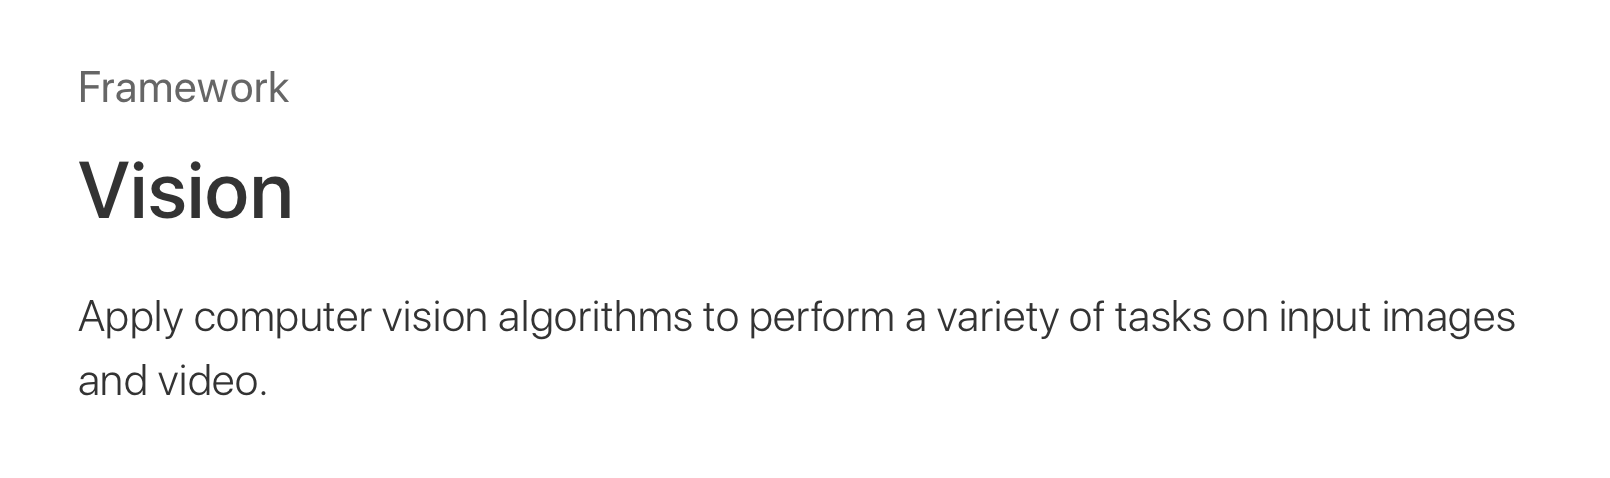 Framework
Vision
Apply computer vision algorithms to perform a variety of tasks on input images
and video.